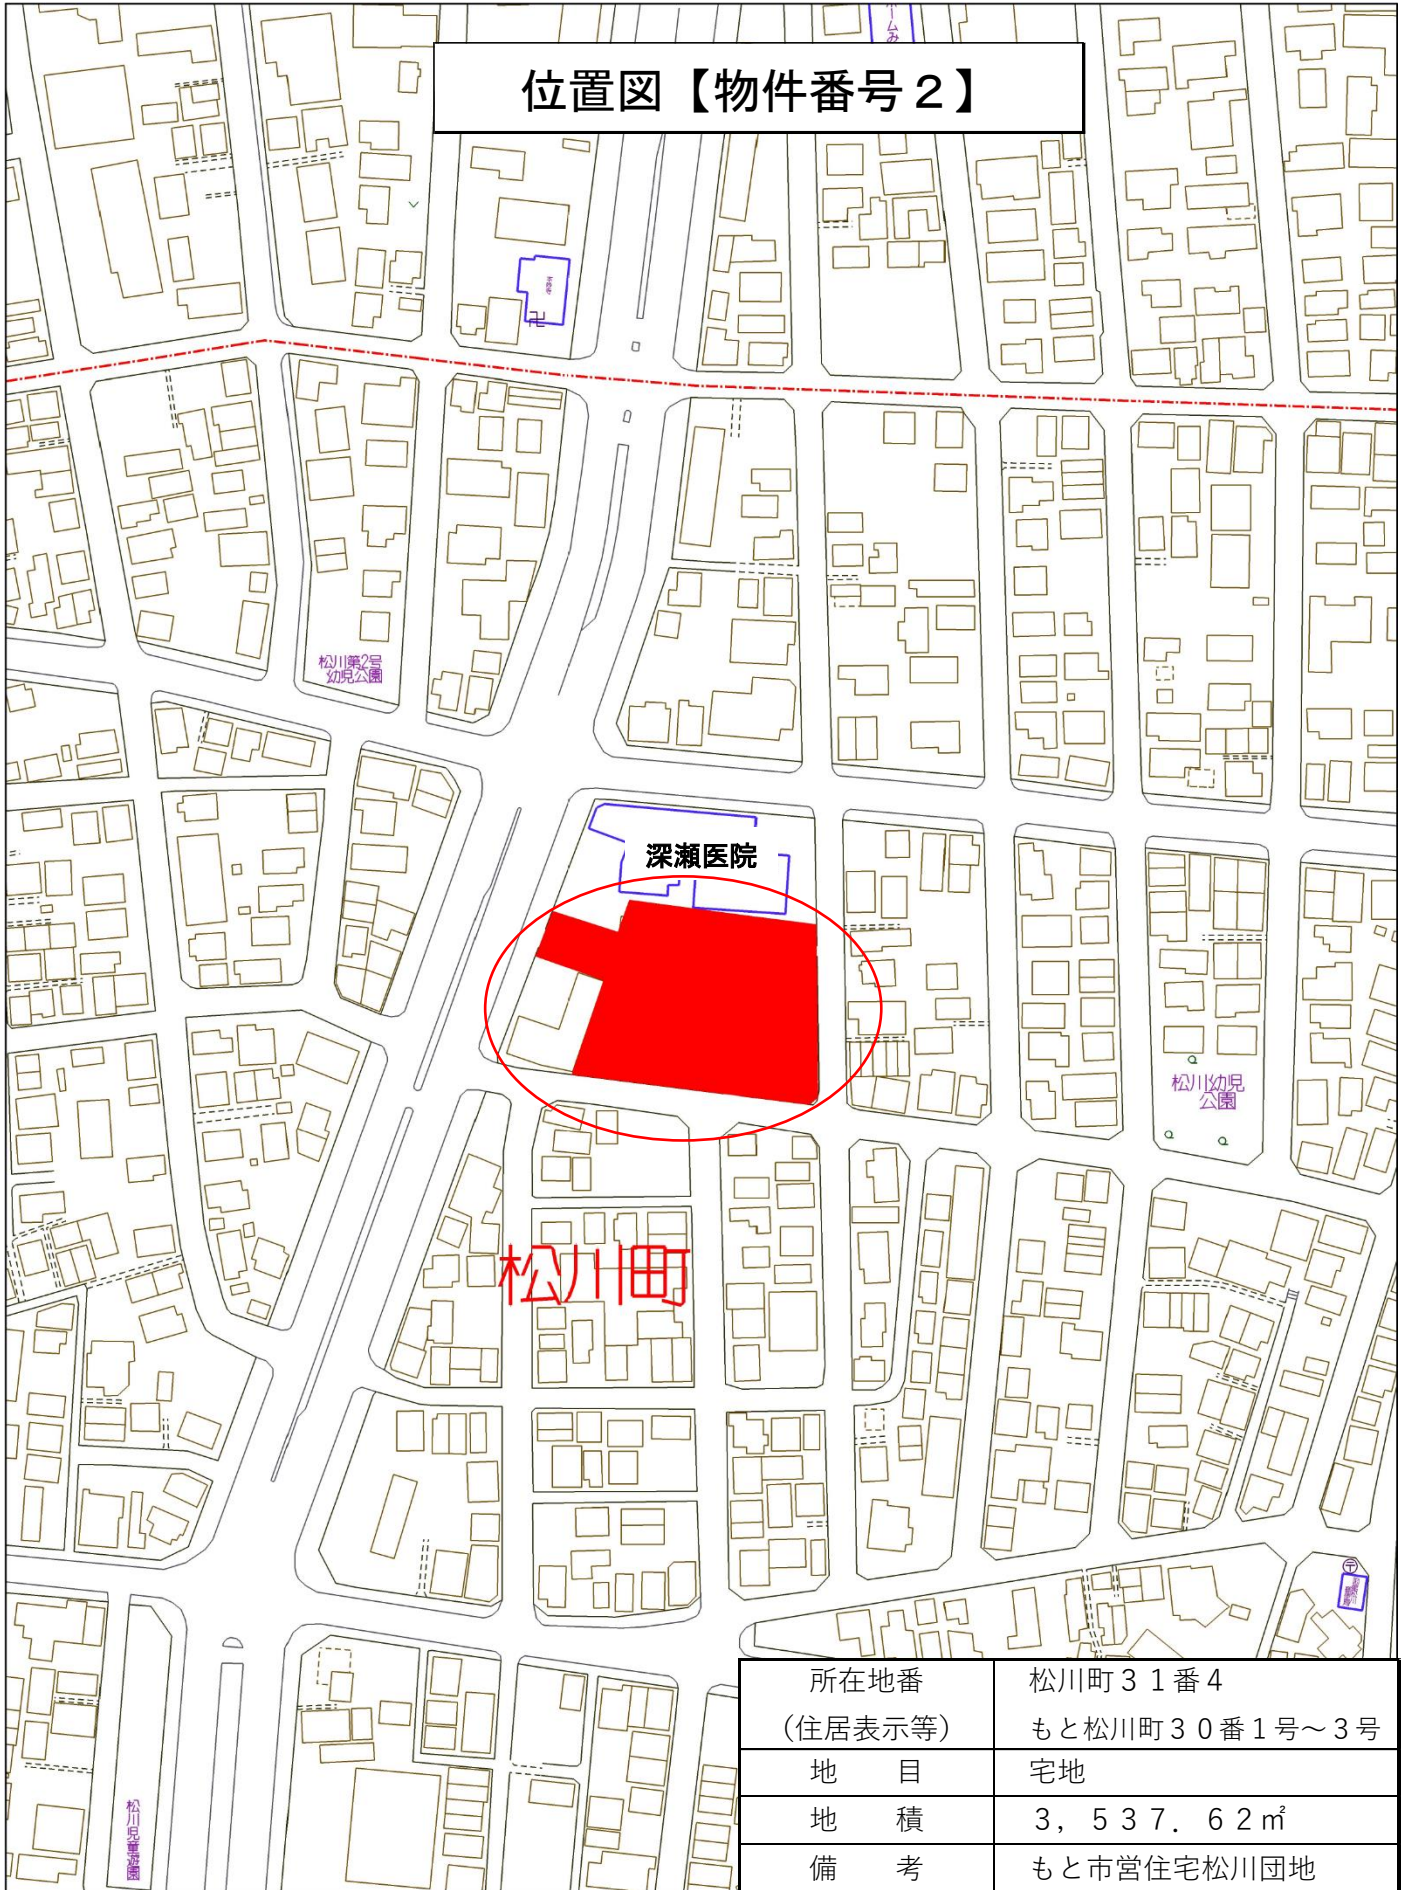 ームみ
位置図【物件番号２】
松川第2号
幼児公園
深瀬医院
松川幼児
公園
松川町
松川児童遊園
所在地番 松川町３１番４
（住居表示等） もと松川町３０番１号～３号
地　目 宅地
地　積 ３，５３７．６２㎡
備　考 もと市営住宅松川団地